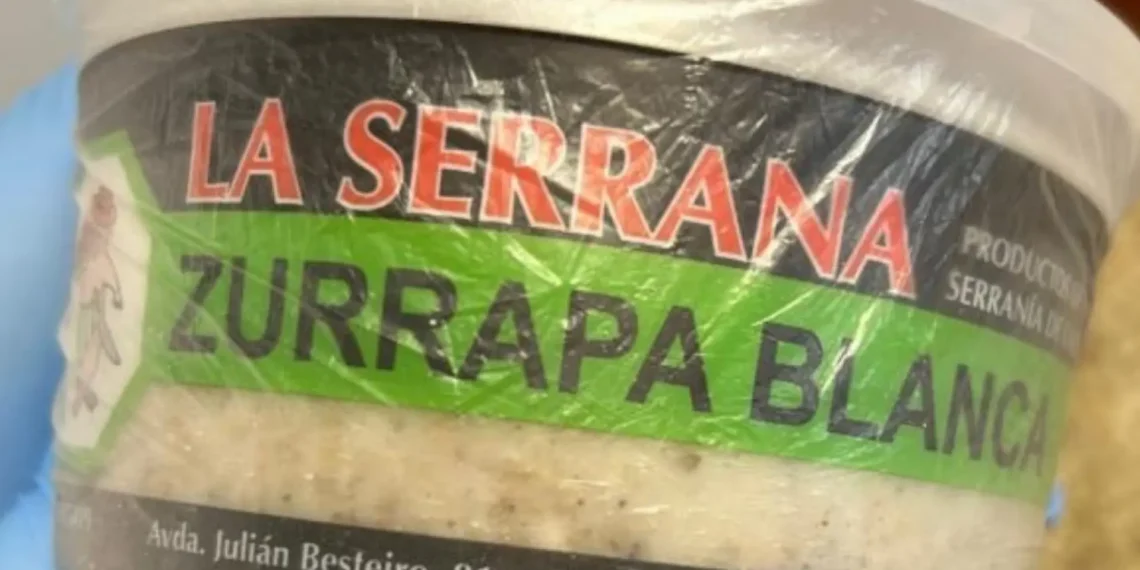 LA SERRANA
ZURRAPA BLANCA
PRODUCTOS
SERRANÍA DE
Avda. Julián Besteiro,